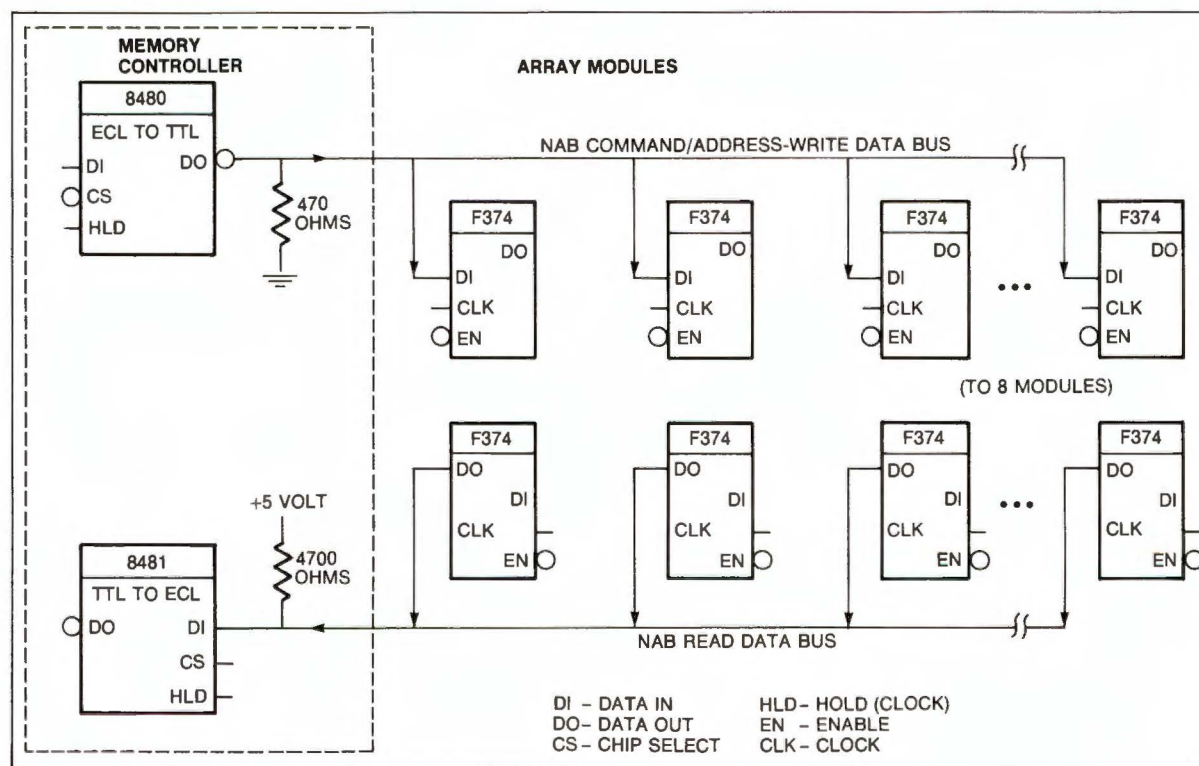 MEMORY
CONTROLLER
ARRAY MODULES
8480
ECL TO TTL
DI
DO
CS
HLD
470
OHMS
NAB COMMAND/ADDRESS-WRITE DATA BUS
F374
DO
DI
CLK
EN
F374
DO
DI
CLK
EN
F374
DO
DI
CLK
EN
•••
F374
DO
DI
CLK
EN
(TO 8 MODULES)
F374
DO
DI
CLK
EN
F374
DO
DI
CLK
EN
F374
DO
DI
CLK
EN
•••
F374
DO
DI
CLK
EN
+5 VOLT
4700
OHMS
8481
TTL TO ECL
DO
DI
CS
HLD
NAB READ DATA BUS
DI – DATA IN
DO – DATA OUT
CS – CHIP SELECT
HLD – HOLD (CLOCK)
EN – ENABLE
CLK – CLOCK